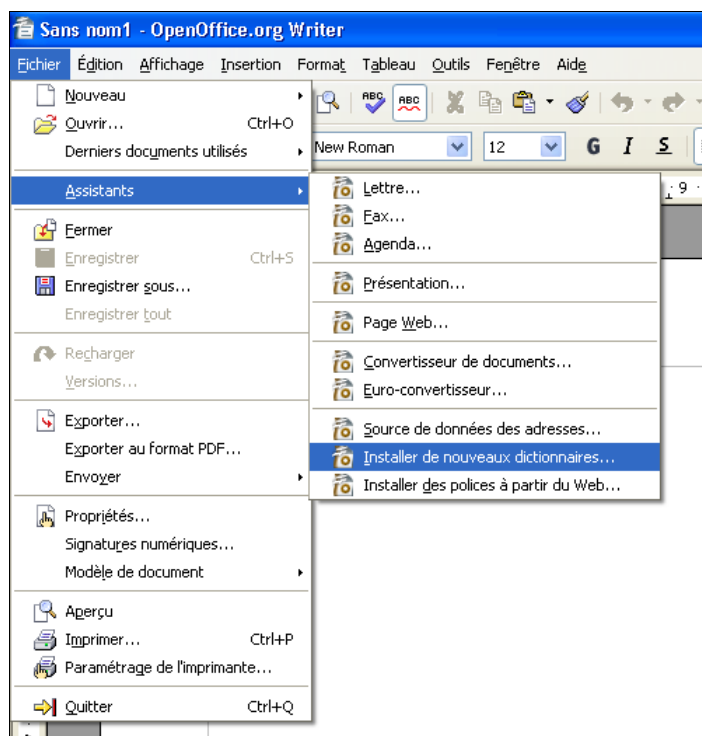 Sans nom1 - OpenOffice.org Writer
Fichier Édition Affichage Insertion Format Tableau Outils Fenêtre Aide
Nouveau
Ouvrir... Ctrl+O
Derniers documents utilisés
New Roman 12 G I S
9
Assistants
Lettre...
Fax...
Agenda...
Présentation...
Page Web...
Convertisseur de documents...
Euro-convertisseur...
Source de données des adresses...
Installer de nouveaux dictionnaires...
Installer des polices à partir du Web...
Fermer
Enregistrer Ctrl+S
Enregistrer sous...
Enregistrer tout
Recharger
Versions...
Exporter...
Exporter au format PDF...
Envoyer
Propriétés...
Signatures numériques...
Modèle de document
Aperçu
Imprimer... Ctrl+P
Paramétrage de l'imprimante...
Quitter Ctrl+Q
ABC ABC